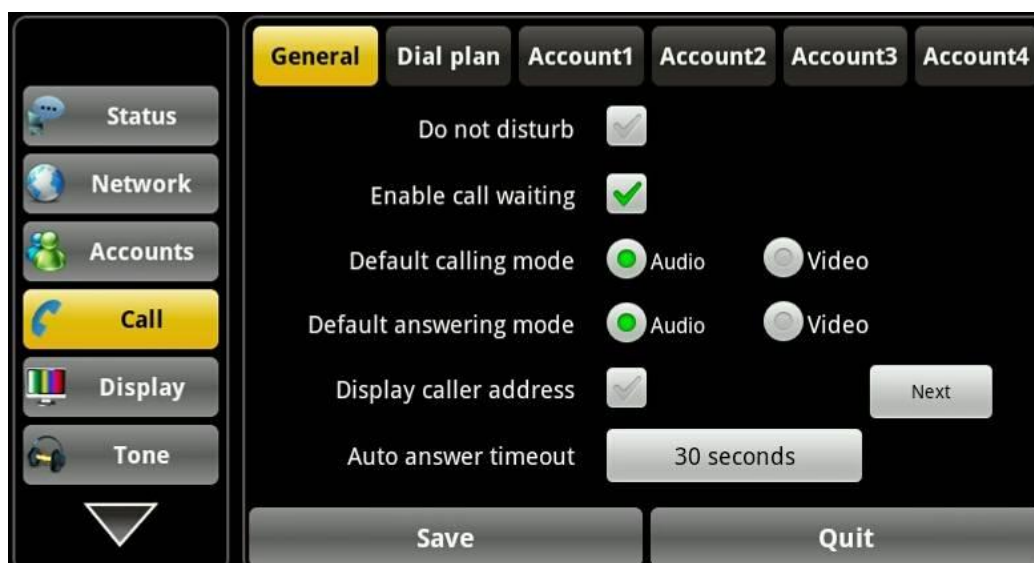 General Dial plan Account1 Account2 Account3 Account4
Status
Network
Accounts
Call
Display
Tone
Do not disturb
Enable call waiting
Default calling mode Audio Video
Default answering mode Audio Video
Display caller address Next
Auto answer timeout 30 seconds
Save Quit